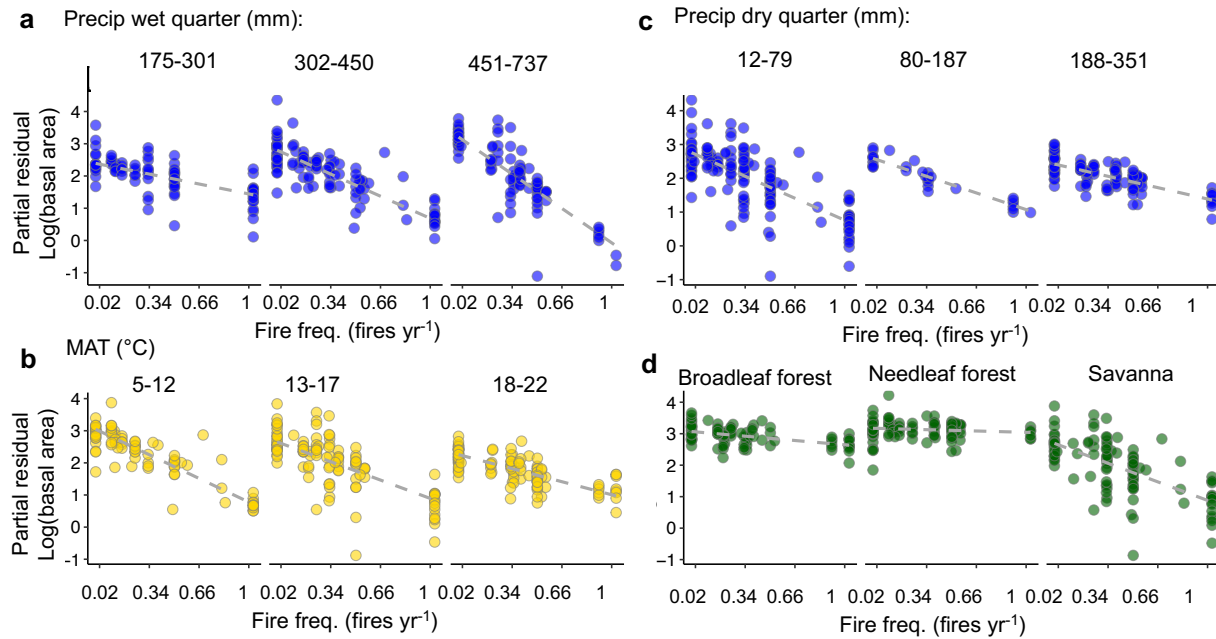 a Precip wet quarter (mm):
175-301 302-450 451-737
Partial residual
Log(basal area)
4
3
2
1
0
-1
0.02 0.34 0.66 1 0.02 0.34 0.66 1 0.02 0.34 0.66 1
Fire freq. (fires yr-1)
c Precip dry quarter (mm):
12-79 80-187 188-351
4
3
2
1
0
−1
0.02 0.34 0.66 1 0.02 0.34 0.66 1 0.02 0.34 0.66 1
Fire freq. (fires yr-1)
b MAT (°C)
5-12 13-17 18-22
Partial residual
Log(basal area)
4
3
2
1
0
-1
0.02 0.34 0.66 1 0.02 0.34 0.66 1 0.02 0.34 0.66 1
Fire freq. (fires yr-1)
d
Broadleaf forest Needleaf forest Savanna
4
3
2
1
0
−1
0.02 0.34 0.66 1 0.02 0.34 0.66 1 0.02 0.34 0.66 1
Fire freq. (fires yr-1)